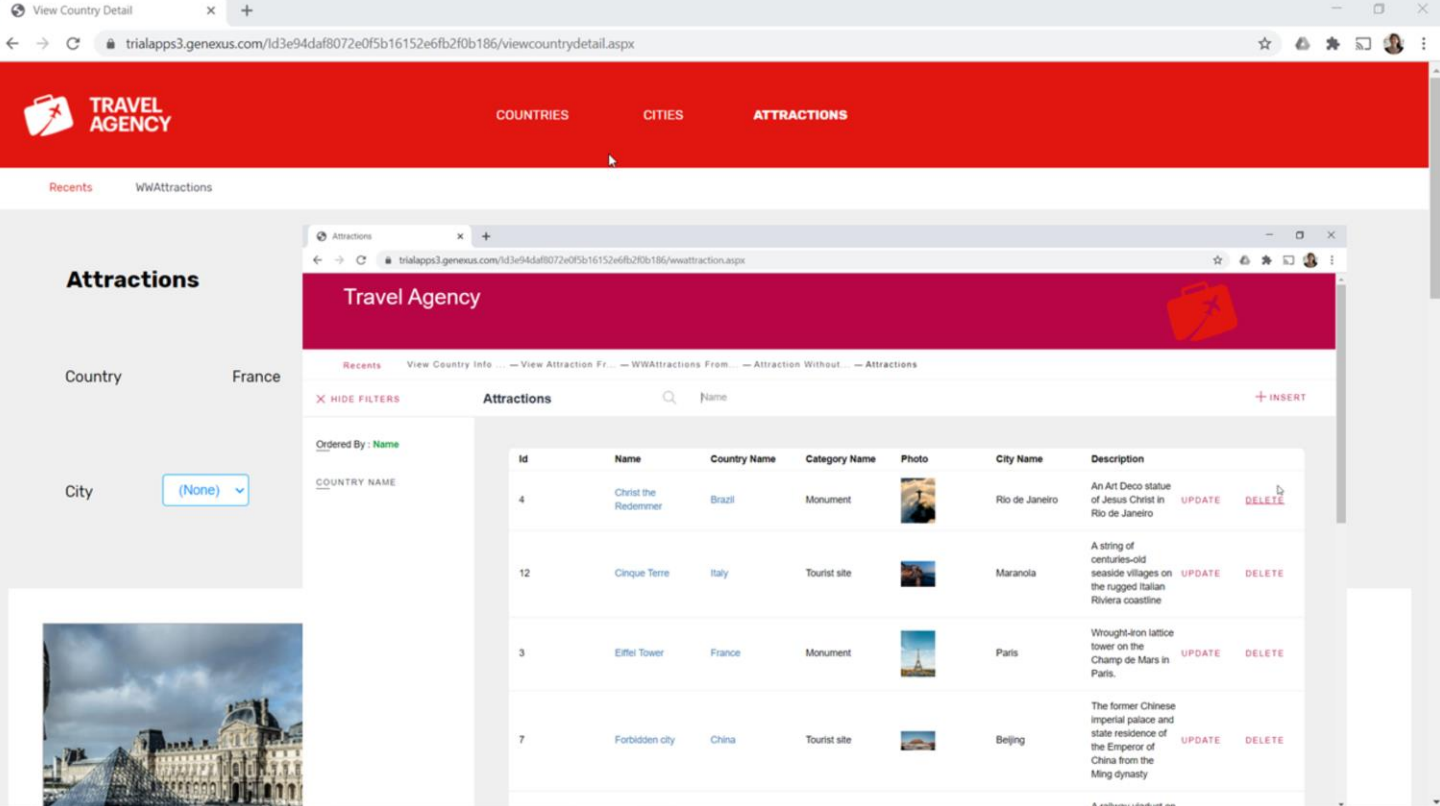 View Country Detail
trialapps3.genexus.com/Id3e94daf8072e0f5b16152e6fb2f0b186/viewcountrydetail.aspx
TRAVEL
AGENCY
COUNTRIES
CITIES
ATTRACTIONS
Recents
WWAttractions
Attractions
Country
France
City
(None)
Attractions
trialapps3.genexus.com/Id3e94daf8072e0f5b16152e6fb2f0b186/wwattraction.aspx
Travel Agency
Recents View Country Info ... — View Attraction Fr... — WWAttractions From... — Attraction Without... — Attractions
HIDE FILTERS
Attractions
Name
INSERT
Ordered By : Name
COUNTRY NAME
Id Name Country Name Category Name Photo City Name Description
4
Christ the
Redemmer
Brazil
Monument
Rio de Janeiro
An Art Deco statue
of Jesus Christ in
Rio de Janeiro
UPDATE
DELETE
12
Cinque Terre
Italy
Tourist site
Maranola
A string of
centuries-old
seaside villages on
the rugged Italian
Riviera coastline
UPDATE
DELETE
3
Eiffel Tower
France
Monument
Paris
Wrought-iron lattice
tower on the
Champ de Mars in
Paris.
UPDATE
DELETE
7
Forbidden city
China
Tourist site
Beijing
The former Chinese
imperial palace and
state residence of
the Emperor of
China from the
Ming dynasty
UPDATE
DELETE